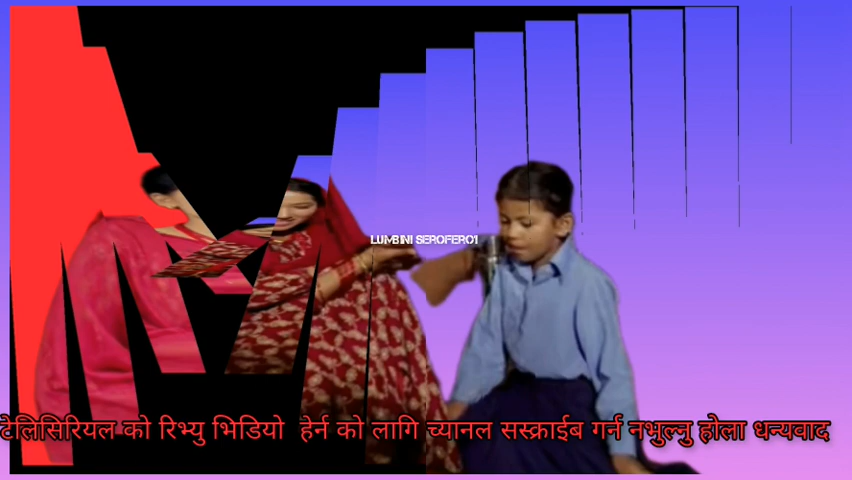 LUMBINI SEROFERO1
टेलिसिरियल को रिभ्यु भिडियो हेर्न को लागि च्यानल सस्क्राईब गर्न नभुल्नु होला धन्यवाद